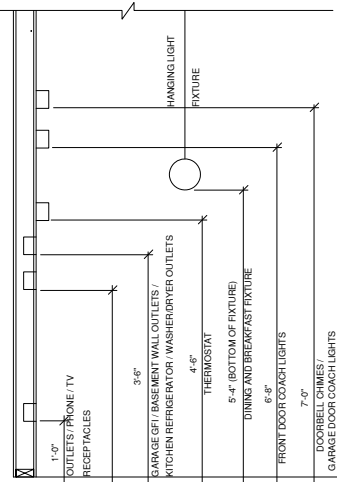 HANGING LIGHT
FIXTURE
1'-0"
OUTLETS / PHONE / TV
RECEPTACLES
3'-6"
GARAGE GFI / BASEMENT WALL OUTLETS /
KITCHEN REFRIGERATOR / WASHER/DRYER OUTLETS
4'-6"
THERMOSTAT
5'-4" (BOTTOM OF FIXTURE)
DINING AND BREAKFAST FIXTURE
6'-8"
FRONT DOOR COACH LIGHTS
7'-0"
DOORBELL CHIMES /
GARAGE DOOR COACH LIGHTS